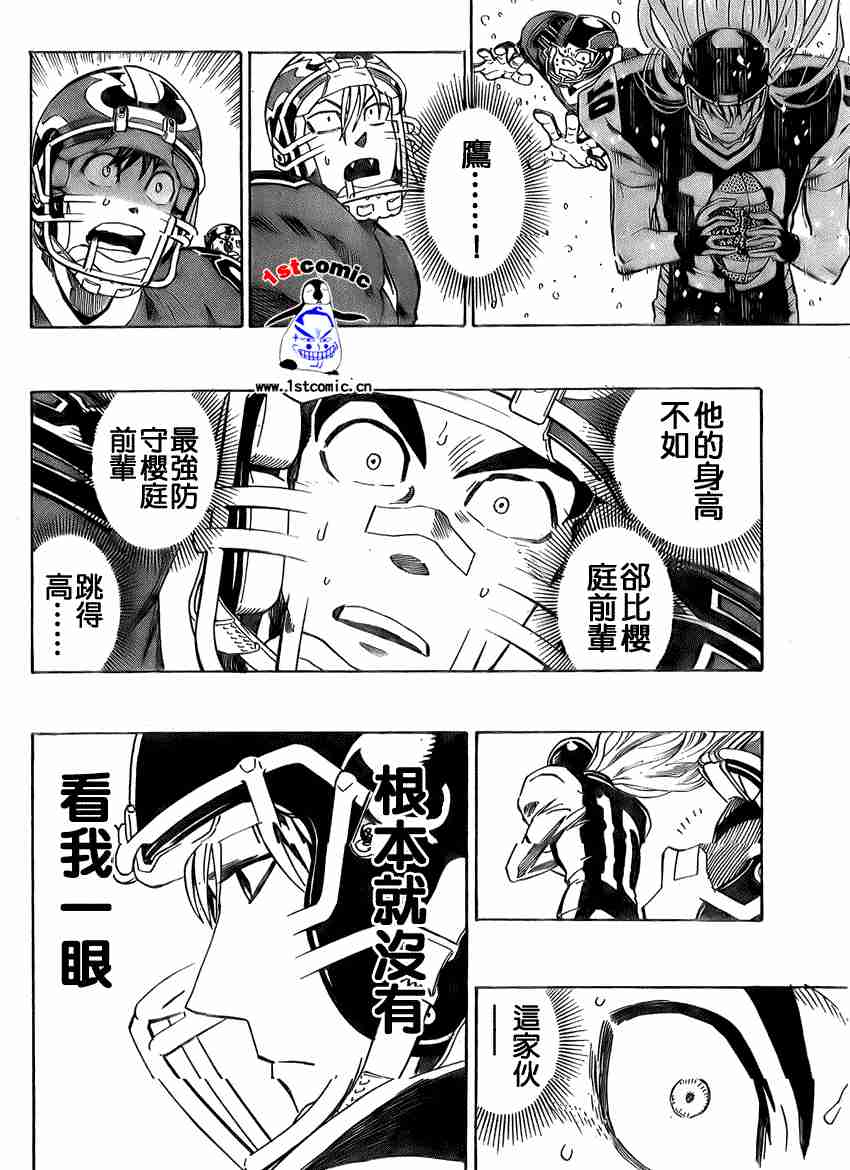 鷹……！
1stcomic
www.1stcomic.cn
他的身高
不如
最強防
守櫻庭
前輩
卻比櫻
庭前輩
跳得
高……
這家伙
——
根本就沒有
看我一眼